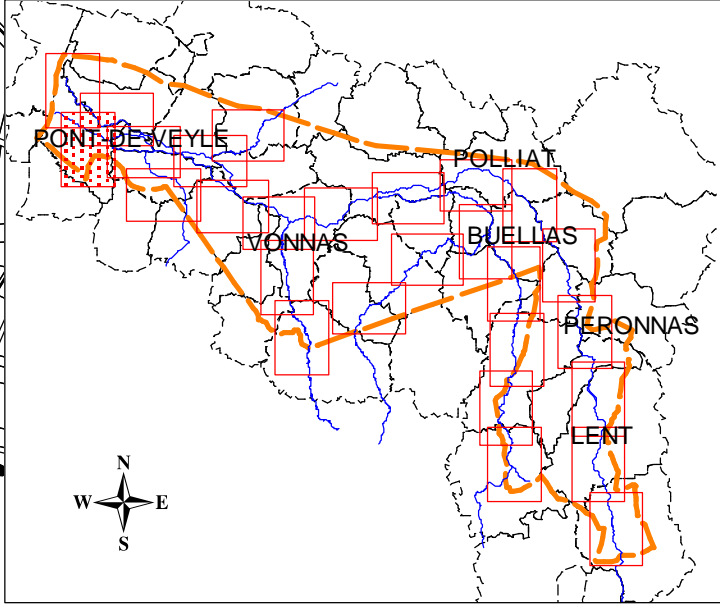 PONT-DE-VEYLE
POLLIAT
BUELLAS
VONNAS
PERONNAS
LENT
N
W E
S